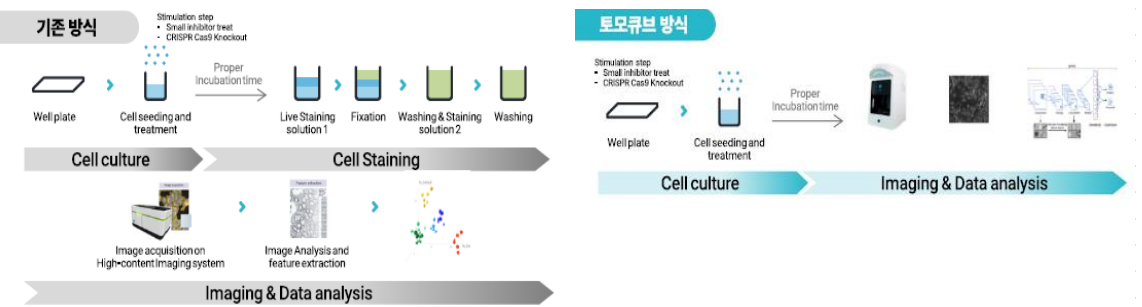 기존 방식
Stimulation step
- Small inhibitor treat
- CRISPR Cas9 Knockout
Proper
Incubation time
Well plate
Cell seeding and
treatment
Live Staining
solution 1
Fixation
Washing & Staining
solution 2
Washing
Cell culture
Cell Staining
Image acquisition on
High-content Imaging system
Image Analysis and
feature extraction
Imaging & Data analysis
토모큐브 방식
Stimulation step
- Small inhibitor treat
- CRISPR Cas9 Knockout
Proper
Incubation time
Well plate
Cell seeding and
treatment
Cell culture
Imaging & Data analysis